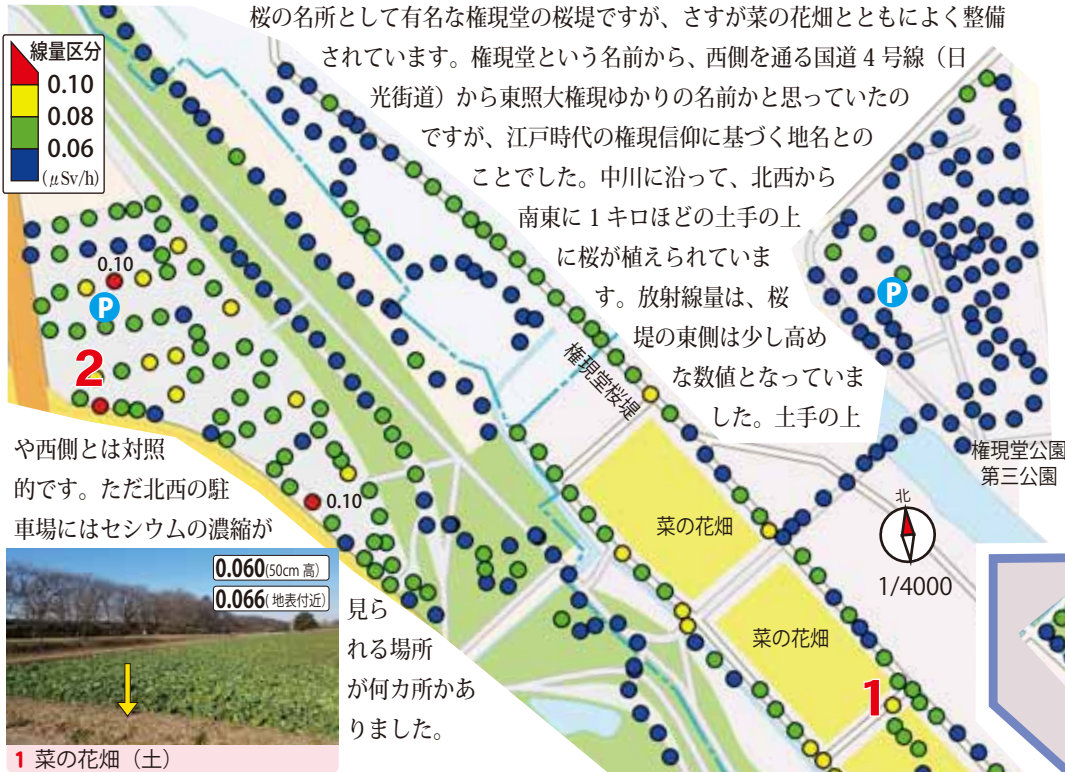 桜の名所として有名な権現堂の桜堤ですが、さすが菜の花畑とともによく整備
されています。権現堂という名前から、西側を通る国道４号線（日
光街道）から東照大権現ゆかりの名前かと思っていたの
ですが、江戸時代の権現信仰に基づく地名との
ことでした。中川に沿って、北西から
南東に１キロほどの土手の上
に桜が植えられていま
す。放射線量は、桜
堤の東側は少し高め
な数値となっていま
した。土手の上
や西側とは対照
的です。ただ北西の駐
車場にはセシウムの濃縮が
見ら
れる場所
が何カ所かあ
りました。
線量区分
0.10
0.08
0.06
(μSv/h)
0.10
P
2
0.10
権現堂桜堤
菜の花畑
菜の花畑
1
P
権現堂公園
第三公園
北
1/4000
0.060(50cm 高)
0.066(地表付近)
1 菜の花畑（土）